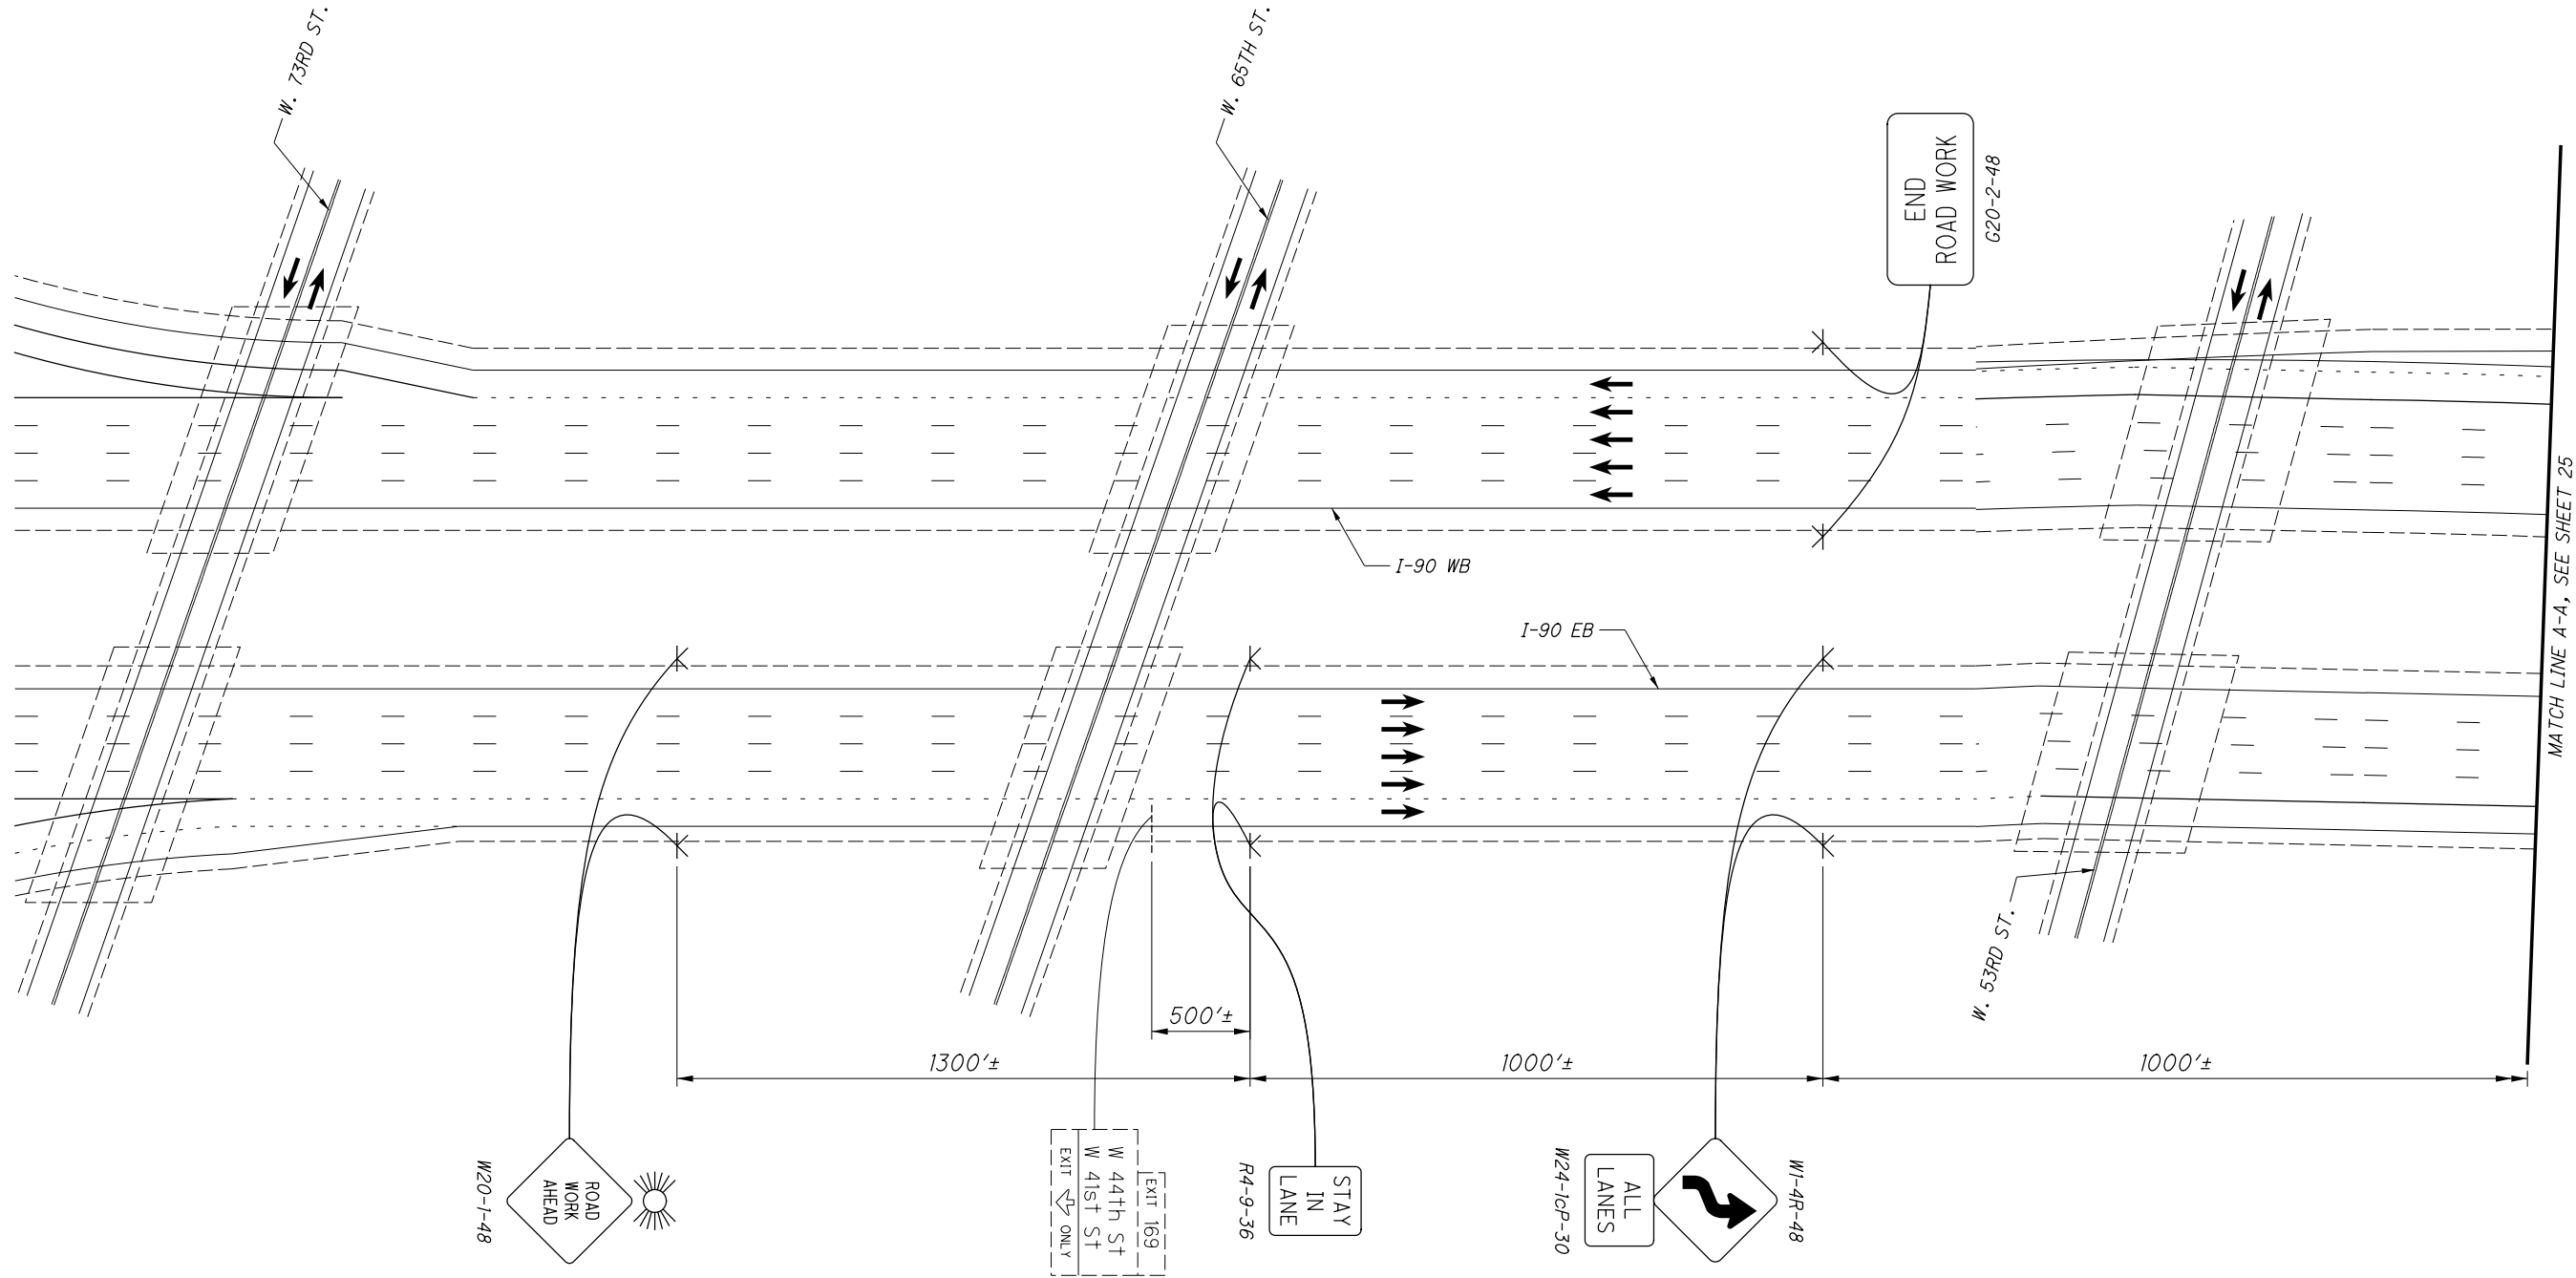 W. 73RD ST.
W. 65TH ST.
END
ROAD WORK
G20-2-48
I-90 WB
I-90 EB
MATCH LINE A-A, SEE SHEET 25
W. 53RD ST.
500'±
1300'±
1000'±
1000'±
W20-1-48
ROAD
WORK
AHEAD
EXIT 169
W 44th St
W 41st St
EXIT ONLY
R4-9-36
STAY
IN
LANE
W24-1cP-30
ALL
LANES
W1-4R-48